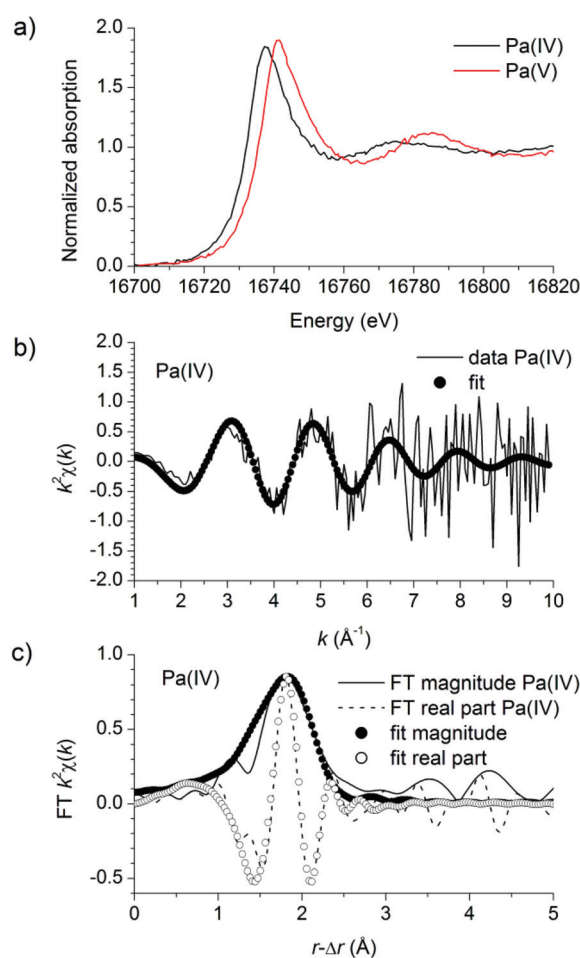 a)
Normalized absorption
2.0
1.5
1.0
0.5
0.0
Pa(IV)
Pa(V)
16700 16720 16740 16760 16780 16800 16820
Energy (eV)
b)
k²χ(k)
2.0
1.5
1.0
0.5
0.0
-0.5
-1.0
-1.5
-2.0
Pa(IV)
data Pa(IV)
fit
1 2 3 4 5 6 7 8 9 10
k (Å⁻¹)
c)
FT k²χ(k)
1.0
0.5
0.0
-0.5
Pa(IV)
FT magnitude Pa(IV)
FT real part Pa(IV)
fit magnitude
fit real part
0 1 2 3 4 5
r-Δr (Å)